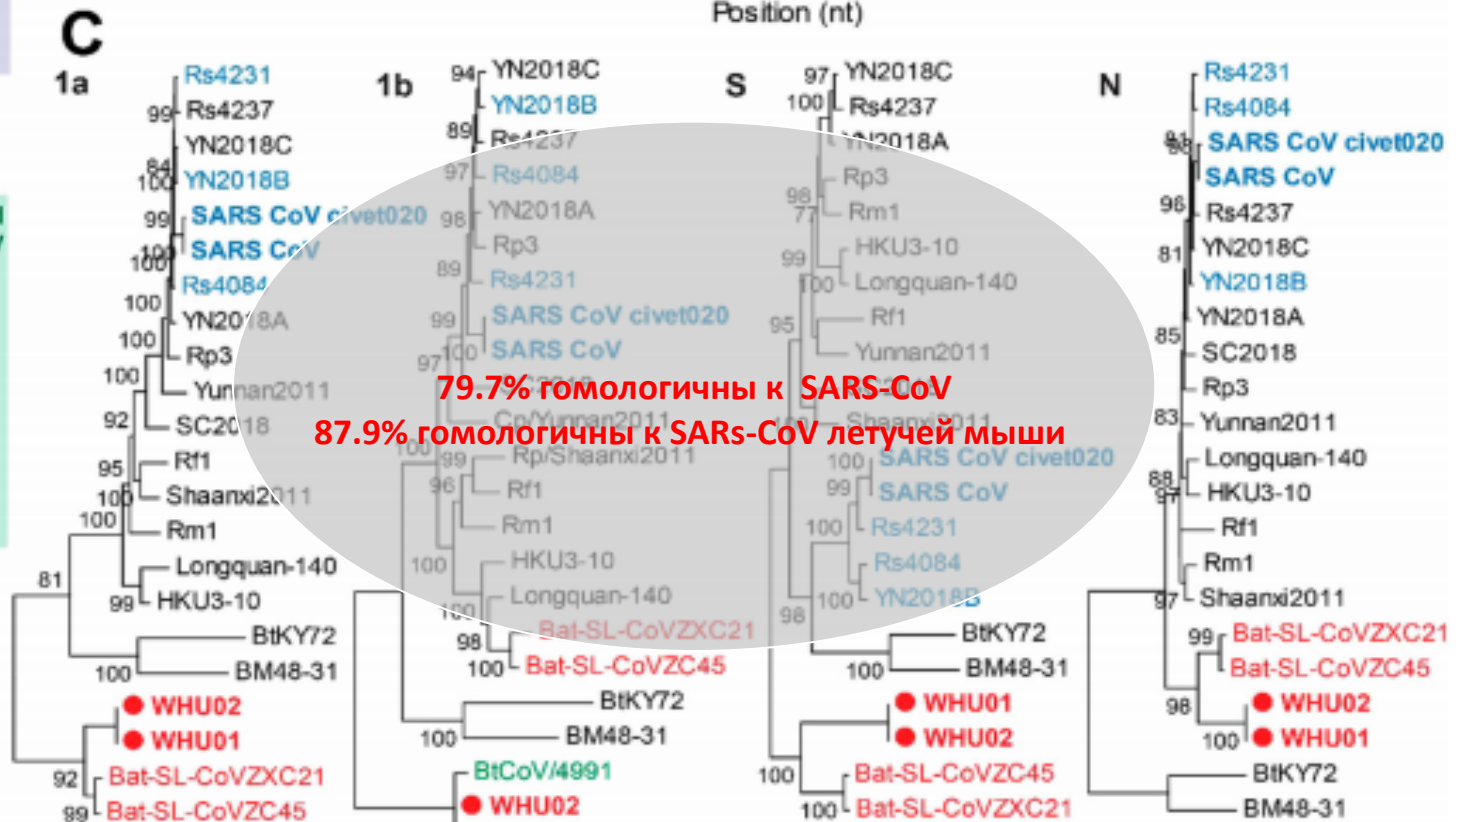 C
Position (nt)
1a
Rs4231
99
Rs4237
YN2018C
84
100
YN2018B
99
SARS CoV civet020
100
SARS CoV
100
Rs4084
100
YN2018A
100
Rp3
100
Yunnan2011
92
SC2018
95
Rf1
100
Shaanxi2011
100
Rm1
Longquan-140
81
99
HKU3-10
BtKY72
100
BM48-31
WHU02
WHU01
92
Bat-SL-CoVZXC21
99
Bat-SL-CoVZC45
1b
94
YN2018C
YN2018B
89
Rs4237
97
Rs4084
98
YN2018A
Rp3
89
Rs4231
99
SARS CoV civet020
100
SARS CoV
97
79.7% гомологичны к SARS-CoV
87.9% гомологичны к SARs-CoV летучей мыши
SC2018
Cp/Yunnan2011
100
99
Rp/Shaanxi2011
96
Rf1
Rm1
100
HKU3-10
Longquan-140
100
98
Bat-SL-CoVZXC21
100
Bat-SL-CoVZC45
BtKY72
100
BM48-31
BtCoV/4991
WHU02
S
97
YN2018C
100
Rs4237
YN2018A
Rp3
98
77
Rm1
HKU3-10
99
100
Longquan-140
95
Rf1
Yunnan2011
Shaanxi2011
100
SARS CoV civet020
99
SARS CoV
100
Rs4231
Rs4084
100
YN2018B
98
BtKY72
100
BM48-31
WHU01
WHU02
100
Bat-SL-CoVZC45
100
Bat-SL-CoVZXC21
N
Rs4231
Rs4084
SARS CoV civet020
SARS CoV
96
Rs4237
YN2018C
81
YN2018B
YN2018A
85
SC2018
Rp3
83
Yunnan2011
Longquan-140
88
97
HKU3-10
Rf1
Rm1
97
Shaanxi2011
99
Bat-SL-CoVZXC21
Bat-SL-CoVZC45
98
WHU02
100
WHU01
BtKY72
BM48-31